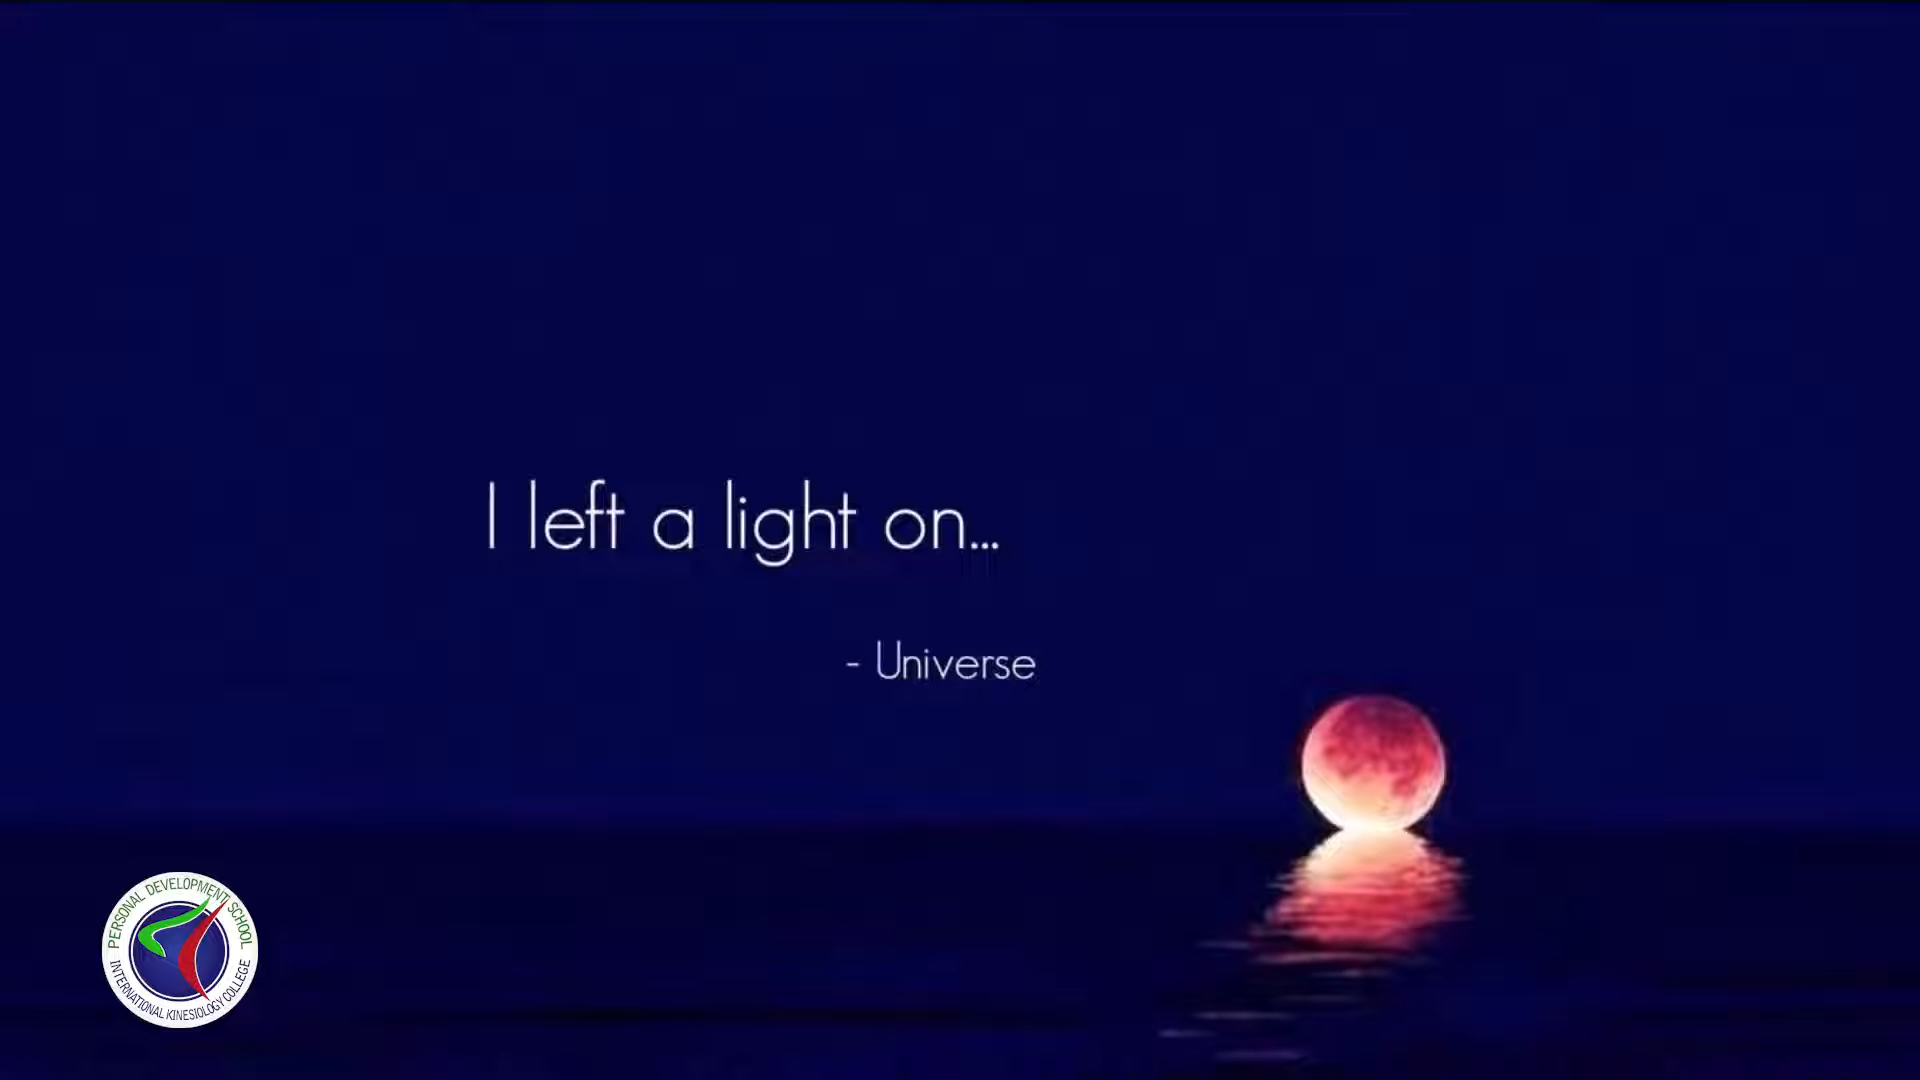 I left a light on...
- Universe
PERSONAL DEVELOPMENT SCHOOL
INTERNATIONAL KINESIOLOGY COLLEGE